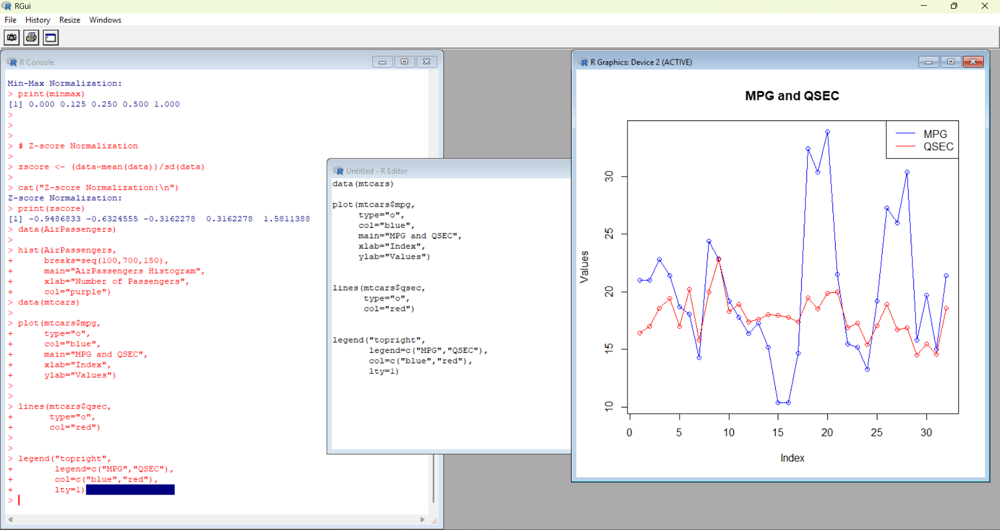 RGui
File History Resize Windows
R Console
Min-Max Normalization:
> print(minmax)
[1] 0.000 0.125 0.250 0.500 1.000
>
>
>
> # Z-score Normalization
>
> zscore <- (data-mean(data))/sd(data)
>
> cat("Z-score Normalization:\n")
Z-score Normalization:
> print(zscore)
[1] -0.9486833 -0.6324555 -0.3162278  0.3162278  1.5811388
> data(AirPassengers)
>
> hist(AirPassengers,
+      breaks=seq(100,700,150),
+      main="AirPassengers Histogram",
+      xlab="Number of Passengers",
+      col="purple")
> data(mtcars)
>
> plot(mtcars$mpg,
+      type="o",
+      col="blue",
+      main="MPG and QSEC",
+      xlab="Index",
+      ylab="Values")
>
>
> lines(mtcars$qsec,
+       type="o",
+       col="red")
>
>
> legend("topright",
+        legend=c("MPG","QSEC"),
+        col=c("blue","red"),
+        lty=1)
>
Untitled - R Editor
data(mtcars)
plot(mtcars$mpg,
     type="o",
     col="blue",
     main="MPG and QSEC",
     xlab="Index",
     ylab="Values")
lines(mtcars$qsec,
      type="o",
      col="red")
legend("topright",
       legend=c("MPG","QSEC"),
       col=c("blue","red"),
       lty=1)
R Graphics: Device 2 (ACTIVE)
MPG and QSEC
MPG
QSEC
Values
30
25
20
15
10
0 5 10 15 20 25 30
Index